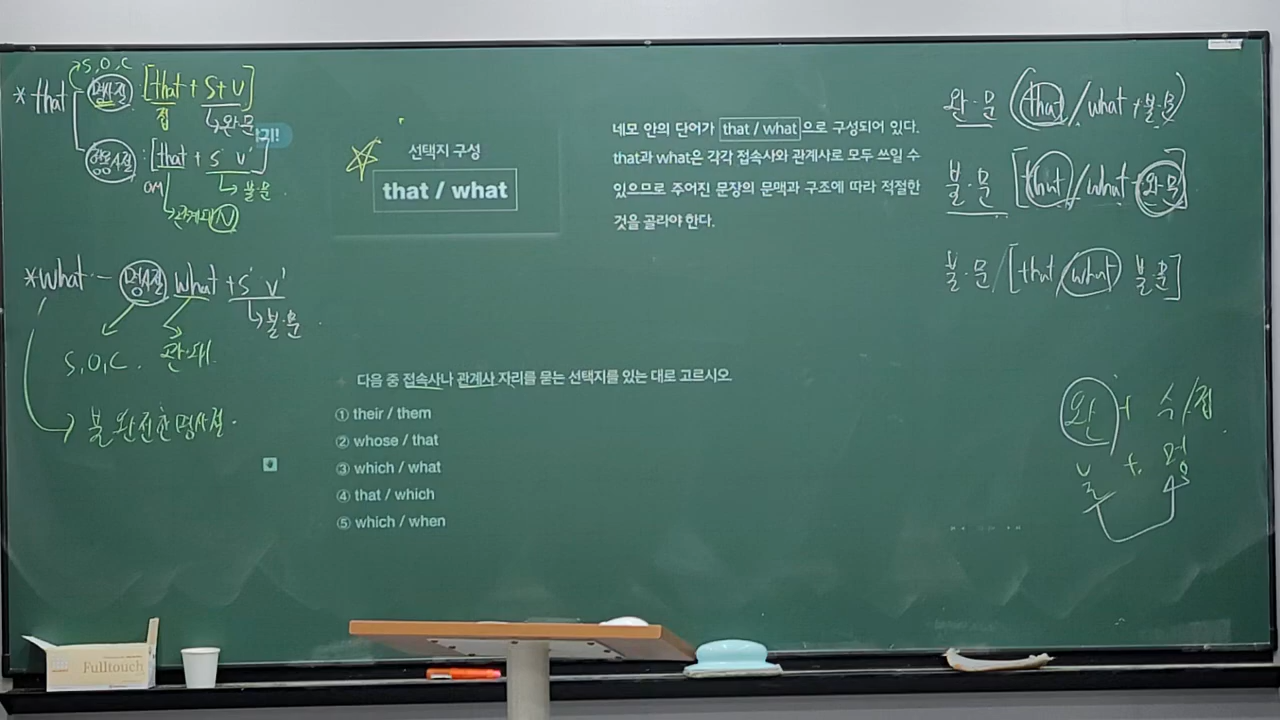 S, O, C
* that 명사절 : [that + S + V]
접 완·문
형용사절 : [that + s' v']
불·문
관계대 N
* what - 명사절 what + s' v'
불·문
S, O, C. 관·대.
불완전한 명사절.
기!
선택지 구성
that / what
네모 안의 단어가 that / what 으로 구성되어 있다.
that과 what은 각각 접속사와 관계사로 모두 쓰일 수
있으므로 주어진 문장의 문맥과 구조에 따라 적절한
것을 골라야 한다.
다음 중 접속사나 관계사 자리를 묻는 선택지를 있는 대로 고르시오
① their / them
② whose / that
③ which / what
④ that / which
⑤ which / when
완·문 (that / what + 불·문)
불·문 [that / what 완·문]
불·문 / [that what 불·문]
완 + 수/접
불 + 명
Fulltouch